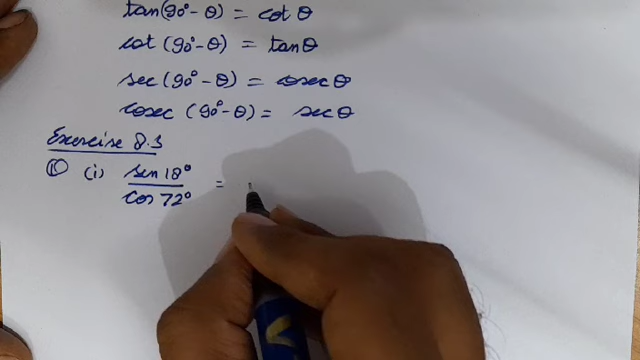 tan(90° - θ) = cot θ
cot (90° - θ) = tan θ
sec (90° - θ) = cosec θ
cosec (90° - θ) = sec θ
Exercise 8.3
① (i) sin 18° / cos 72° =